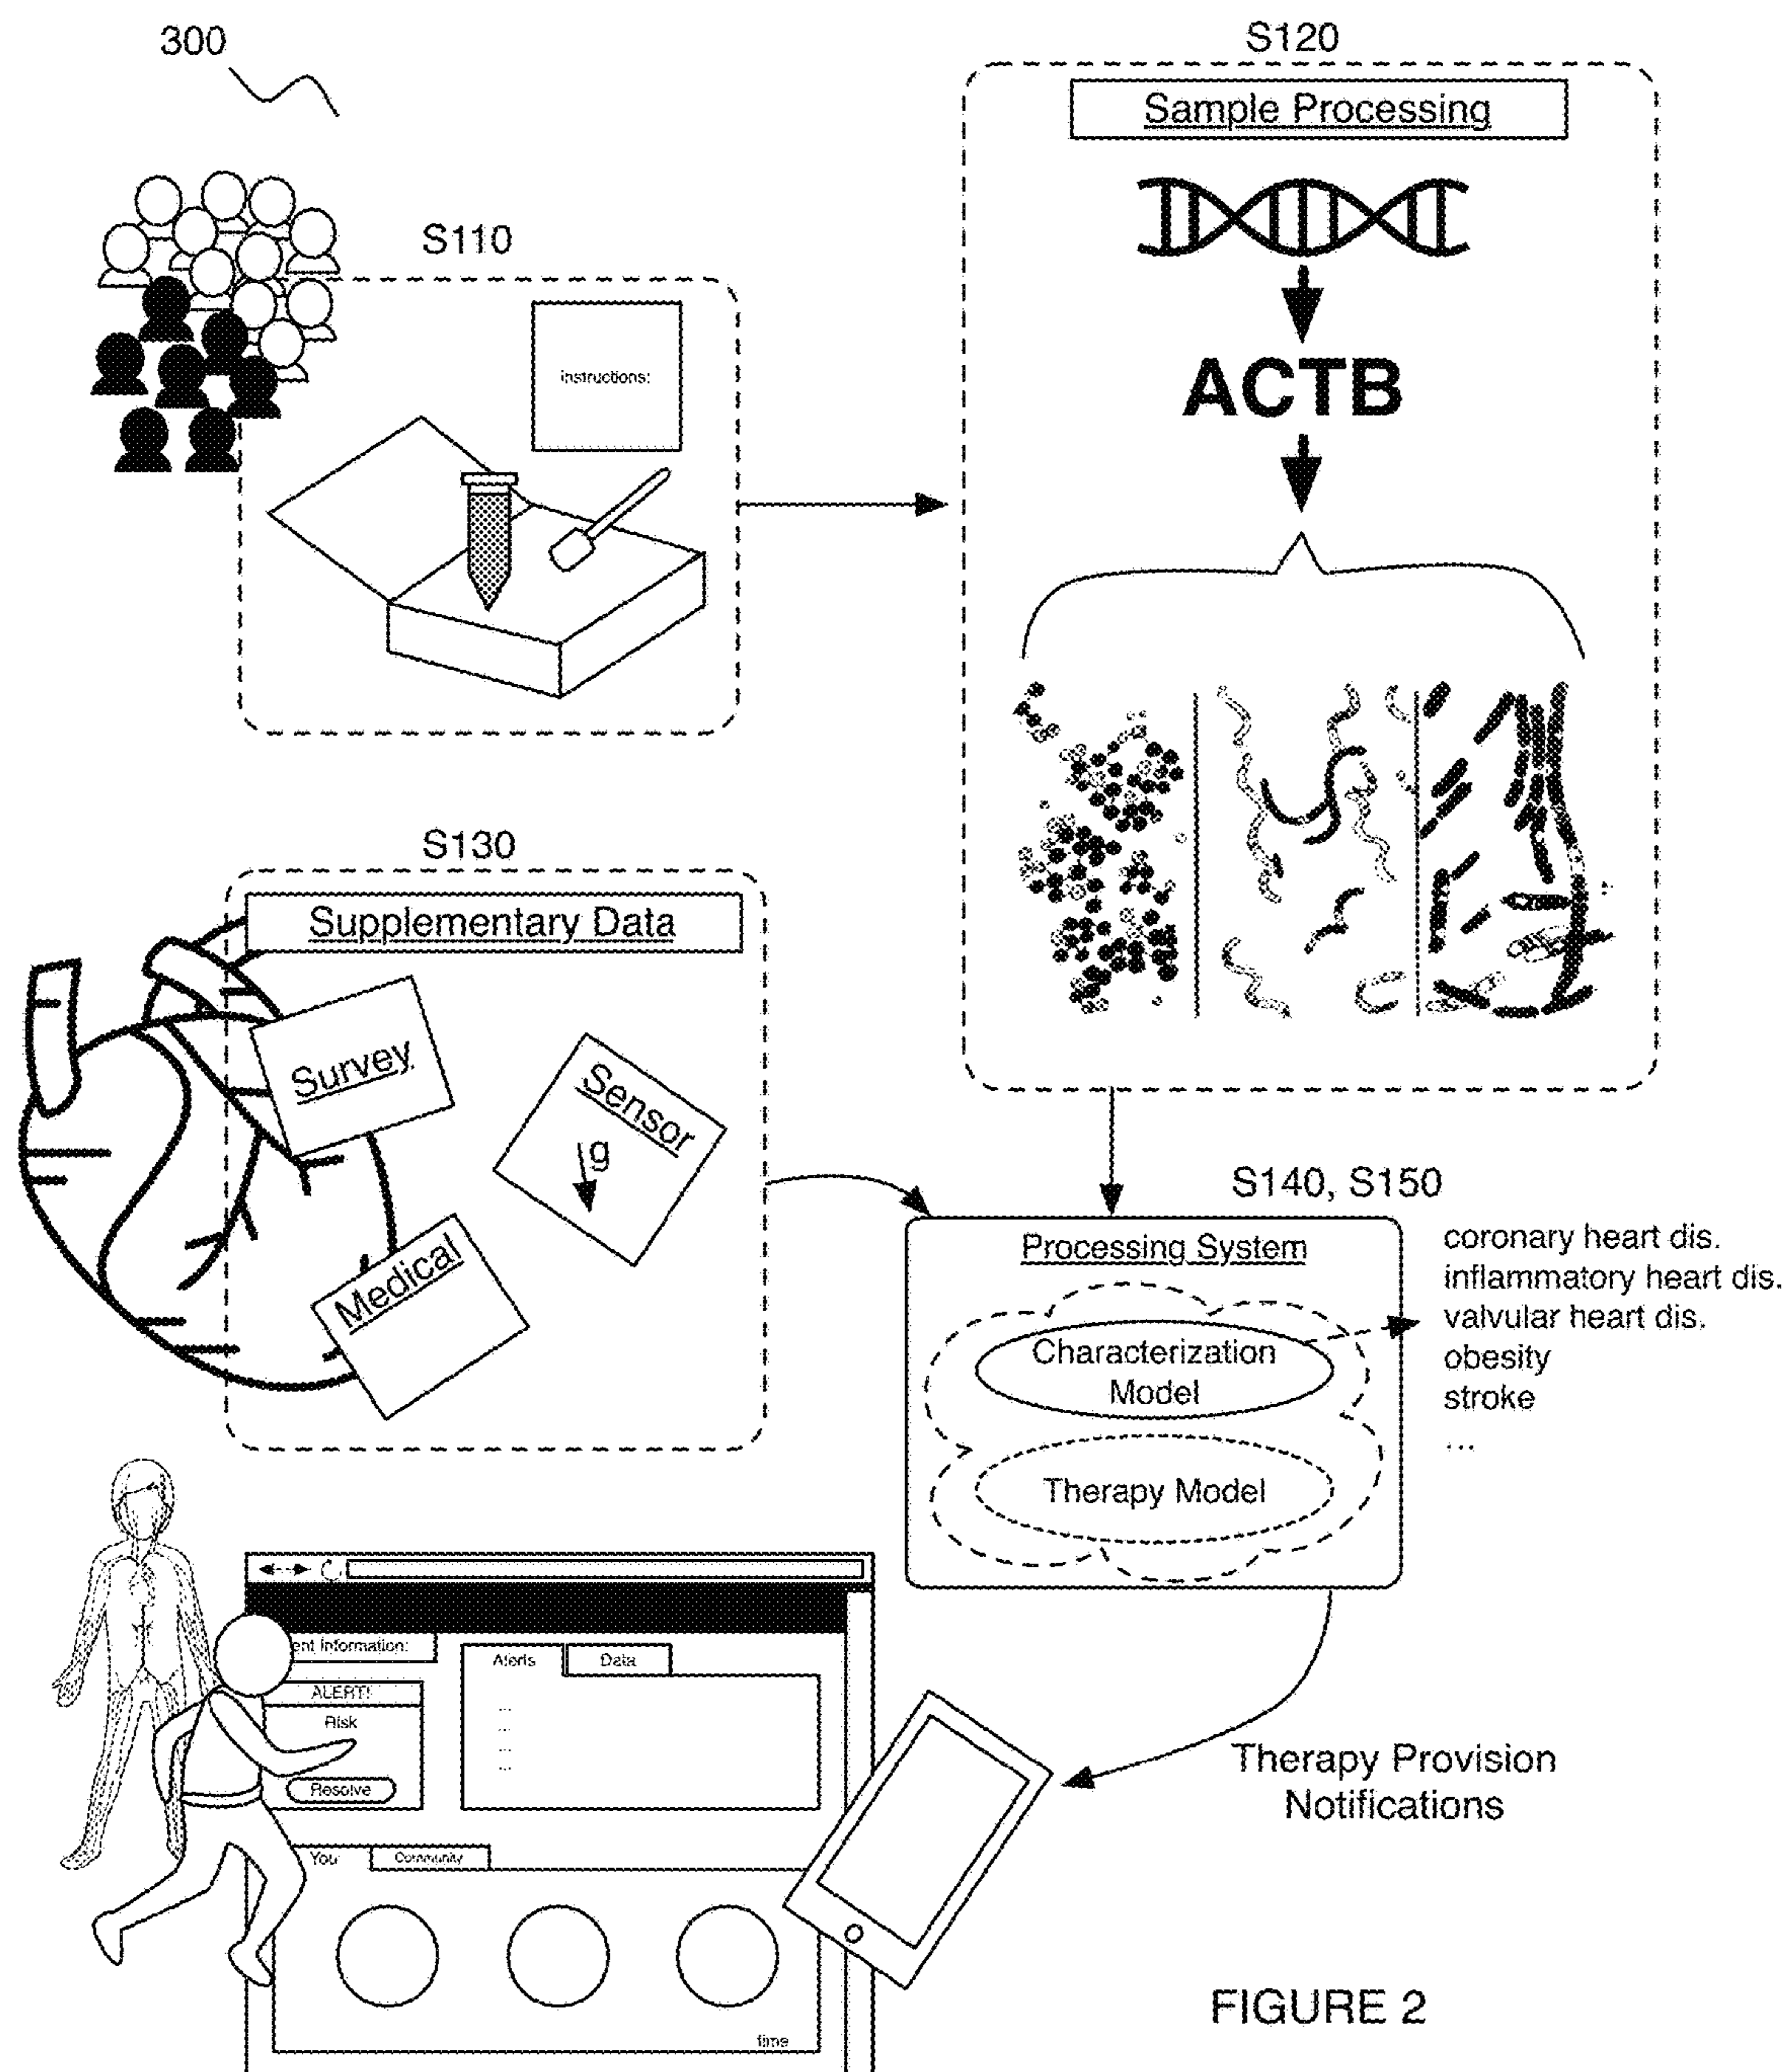 300
S120
Sample Processing
S110
instructions:
ACTB
S130
Supplementary Data
Survey
Sensor
g
Medical
S140, S150
Processing System
Characterization
Model
Therapy Model
coronary heart dis.
inflammatory heart dis.
valvular heart dis.
obesity
stroke
...
ent Information:
ALERT!
Risk
Resolve
Alerts
Data
...
...
...
...
You
Community
time
Therapy Provision
Notifications
FIGURE 2